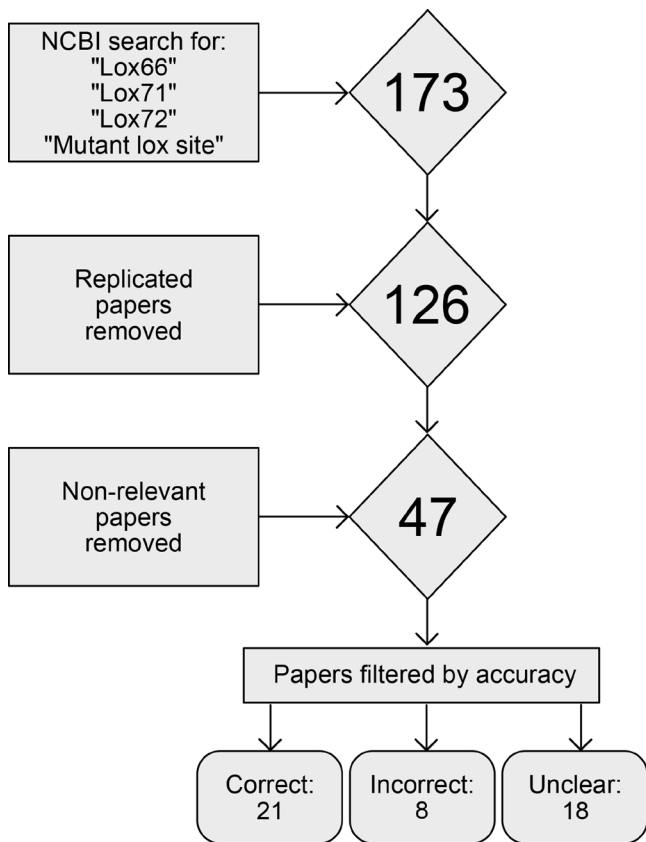 NCBI search for:
"Lox66"
"Lox71"
"Lox72"
"Mutant lox site"
173
Replicated
papers
removed
126
Non-relevant
papers
removed
47
Papers filtered by accuracy
Correct:
21
Incorrect:
8
Unclear:
18